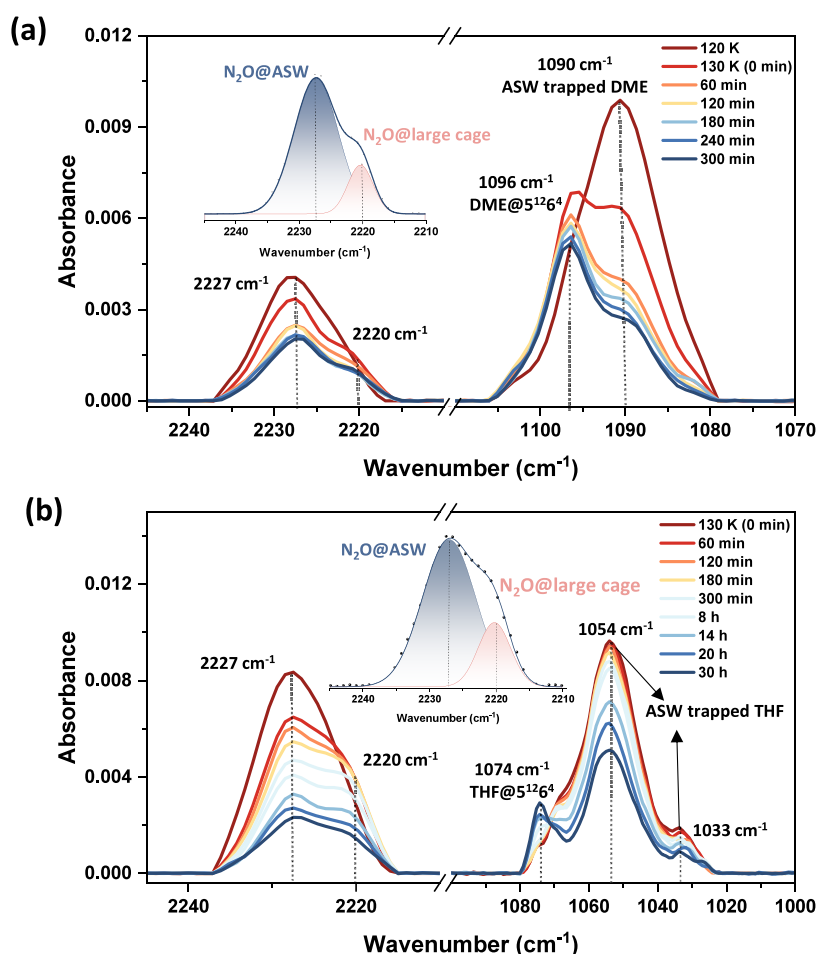 (a)
0.012
0.009
0.006
0.003
0.000
Absorbance
N₂O@ASW
N₂O@large cage
2240 2230 2220 2210
Wavenumber (cm⁻¹)
2227 cm⁻¹
2220 cm⁻¹
1090 cm⁻¹
ASW trapped DME
1096 cm⁻¹
DME@5¹²6⁴
120 K
130 K (0 min)
60 min
120 min
180 min
240 min
300 min
2240 2230 2220 1100 1090 1080 1070
Wavenumber (cm⁻¹)
(b)
0.012
0.008
0.004
0.000
Absorbance
N₂O@ASW
N₂O@large cage
2240 2230 2220 2210
Wavenumber (cm⁻¹)
2227 cm⁻¹
2220 cm⁻¹
1054 cm⁻¹
ASW trapped THF
1074 cm⁻¹
THF@5¹²6⁴
1033 cm⁻¹
130 K (0 min)
60 min
120 min
180 min
300 min
8 h
14 h
20 h
30 h
2240 2220 1080 1060 1040 1020 1000
Wavenumber (cm⁻¹)